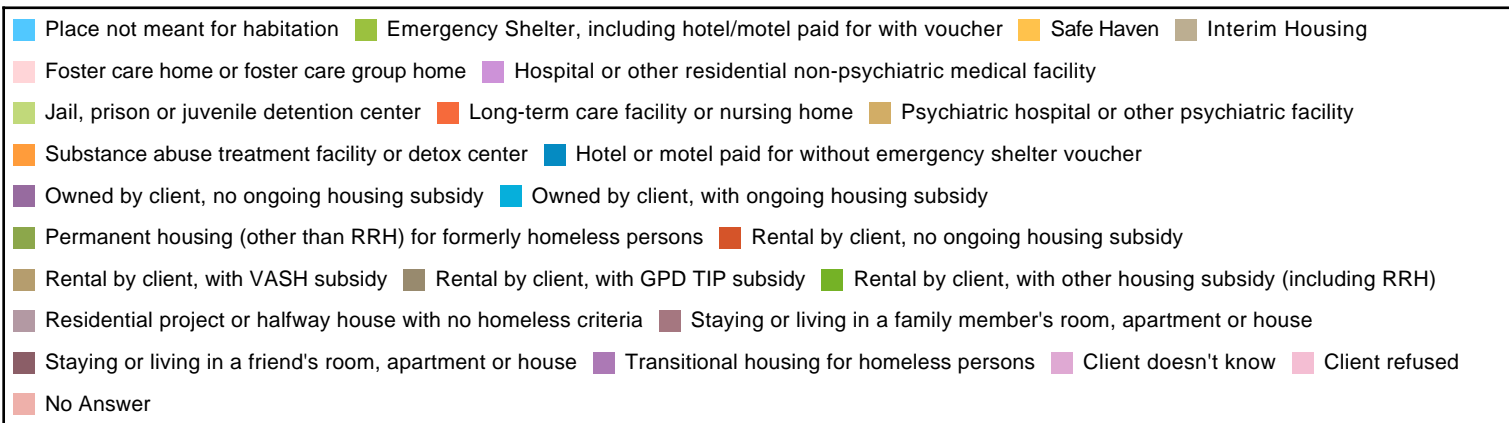 Place not meant for habitation Emergency Shelter, including hotel/motel paid for with voucher Safe Haven Interim Housing
Foster care home or foster care group home Hospital or other residential non-psychiatric medical facility
Jail, prison or juvenile detention center Long-term care facility or nursing home Psychiatric hospital or other psychiatric facility
Substance abuse treatment facility or detox center Hotel or motel paid for without emergency shelter voucher
Owned by client, no ongoing housing subsidy Owned by client, with ongoing housing subsidy
Permanent housing (other than RRH) for formerly homeless persons Rental by client, no ongoing housing subsidy
Rental by client, with VASH subsidy Rental by client, with GPD TIP subsidy Rental by client, with other housing subsidy (including RRH)
Residential project or halfway house with no homeless criteria Staying or living in a family member's room, apartment or house
Staying or living in a friend's room, apartment or house Transitional housing for homeless persons Client doesn't know Client refused
No Answer